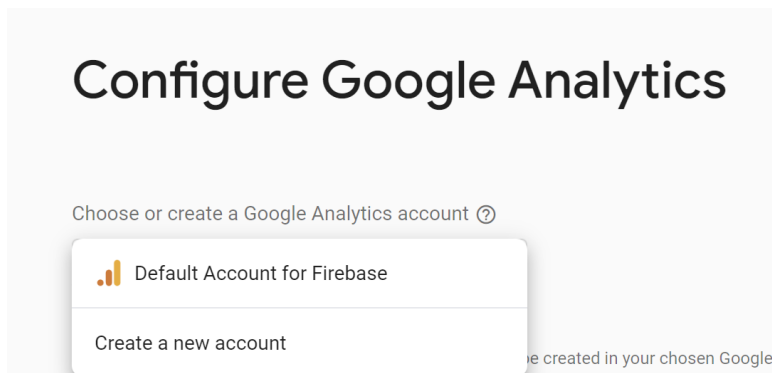 Configure Google Analytics
Choose or create a Google Analytics account
Default Account for Firebase
Create a new account
be created in your chosen Google